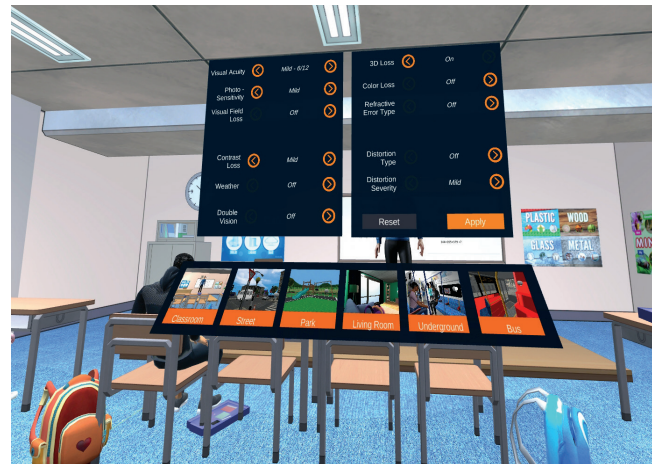 Visual Acuity Mild - 6/12
Photo -
Sensitivity Mild
Visual Field
Loss Off
Contrast
Loss Mild
Weather Off
Double
Vision Off
3D Loss On
Color Loss Off
Refractive
Error Type Off
Distortion
Type Off
Distortion
Severity Mild
Reset Apply
PLASTIC WOOD
GLASS METAL
Classroom Street Park Living Room Underground Bus